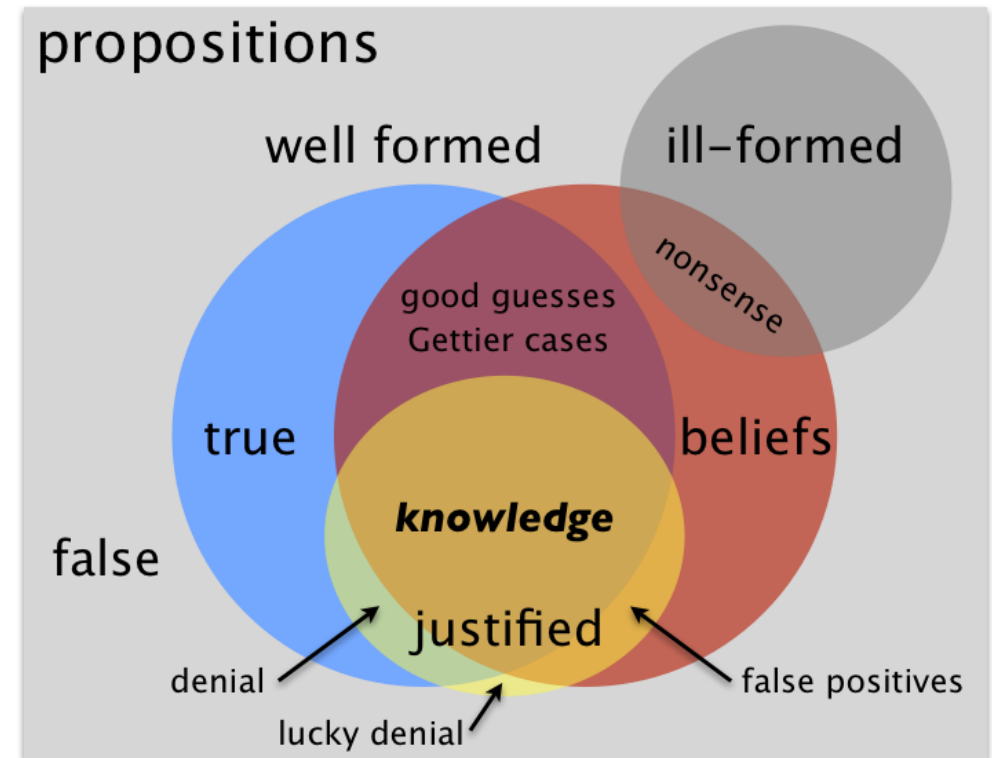 propositions
well formed
ill-formed
nonsense
good guesses
Gettier cases
true
beliefs
knowledge
false
justified
denial
false positives
lucky denial